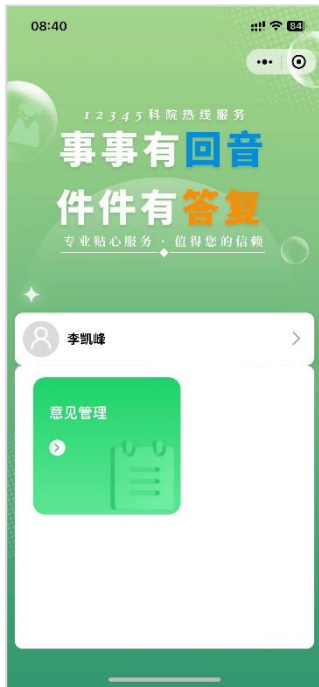 08:40
84
12345科院热线服务
事事有回音
件件有答复
专业贴心服务·值得您的信赖
李凯峰
意见管理